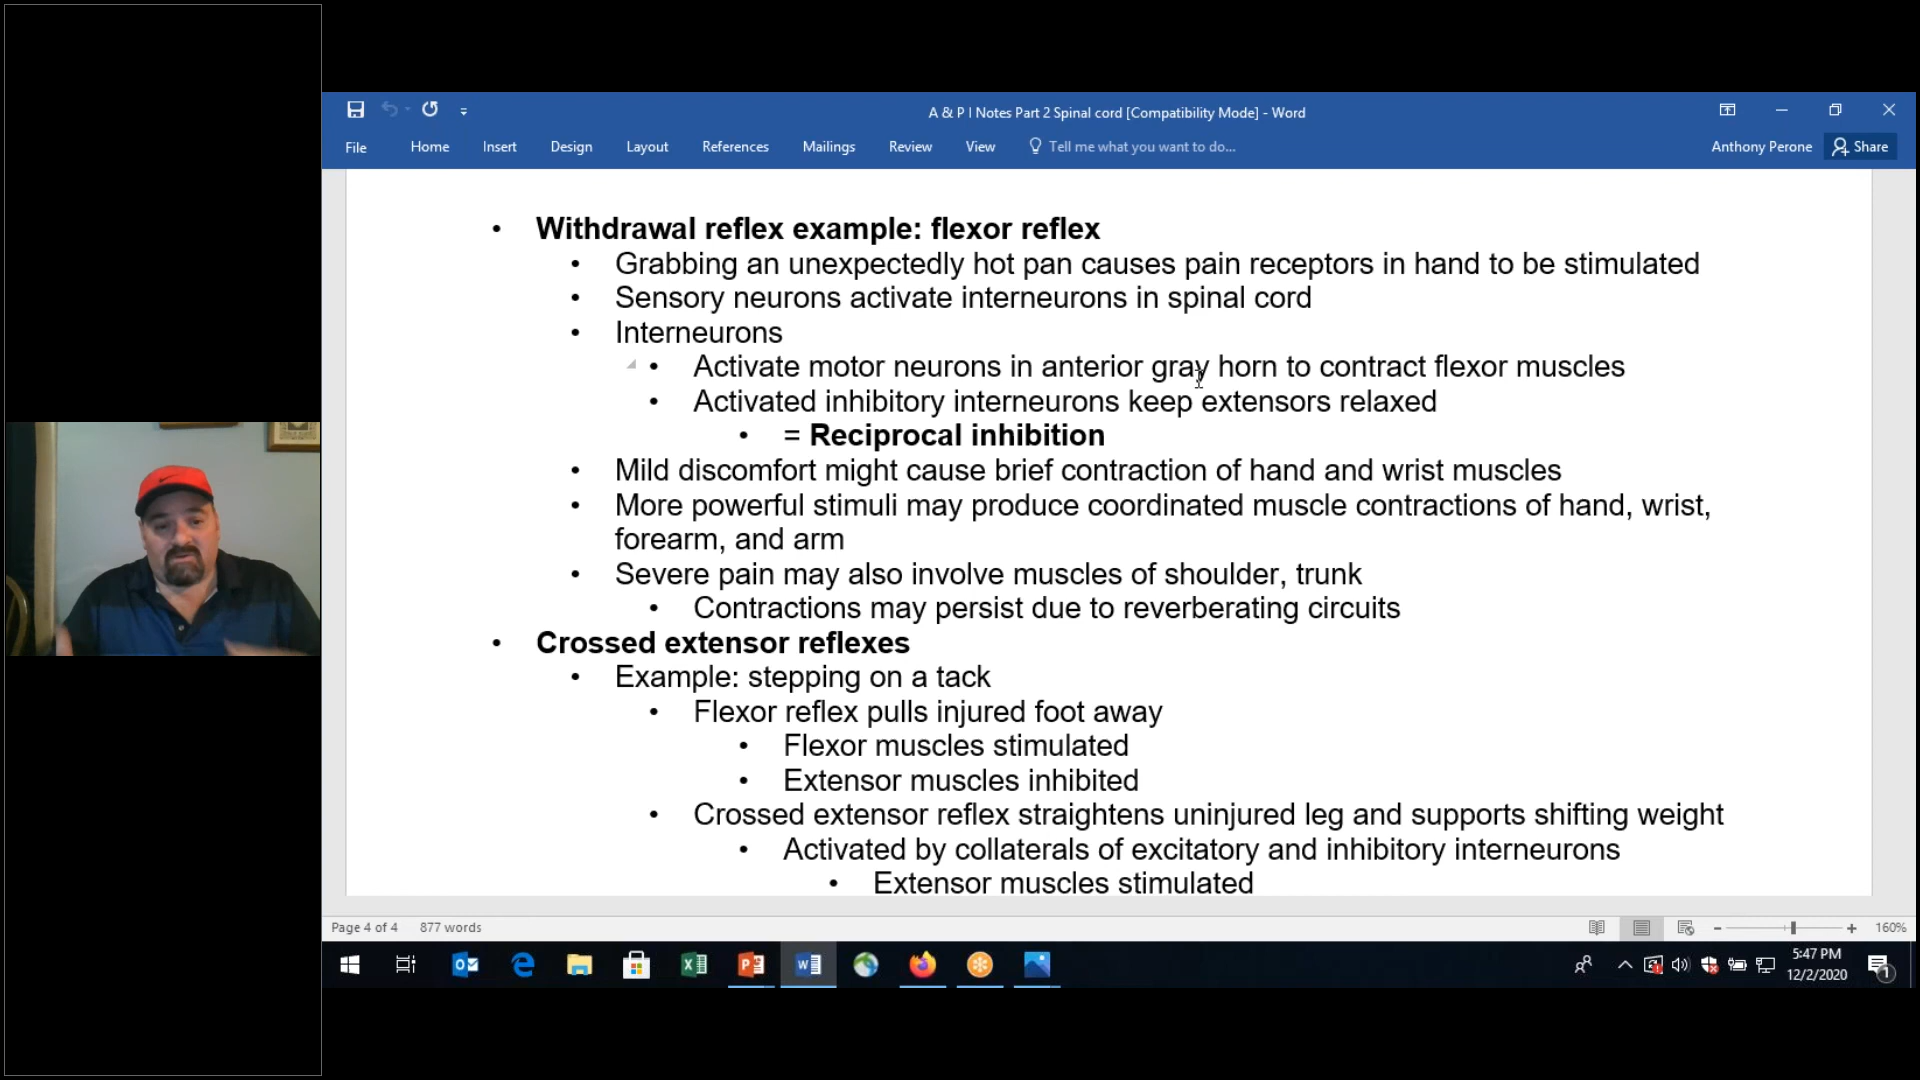 A & P I Notes Part 2 Spinal cord [Compatibility Mode] - Word
File Home Insert Design Layout References Mailings Review View Tell me what you want to do... Anthony Perone Share
• Withdrawal reflex example: flexor reflex
• Grabbing an unexpectedly hot pan causes pain receptors in hand to be stimulated
• Sensory neurons activate interneurons in spinal cord
• Interneurons
• Activate motor neurons in anterior gray horn to contract flexor muscles
• Activated inhibitory interneurons keep extensors relaxed
• = Reciprocal inhibition
• Mild discomfort might cause brief contraction of hand and wrist muscles
• More powerful stimuli may produce coordinated muscle contractions of hand, wrist,
forearm, and arm
• Severe pain may also involve muscles of shoulder, trunk
• Contractions may persist due to reverberating circuits
• Crossed extensor reflexes
• Example: stepping on a tack
• Flexor reflex pulls injured foot away
• Flexor muscles stimulated
• Extensor muscles inhibited
• Crossed extensor reflex straightens uninjured leg and supports shifting weight
• Activated by collaterals of excitatory and inhibitory interneurons
• Extensor muscles stimulated
Page 4 of 4 877 words 160%
5:47 PM
12/2/2020
1